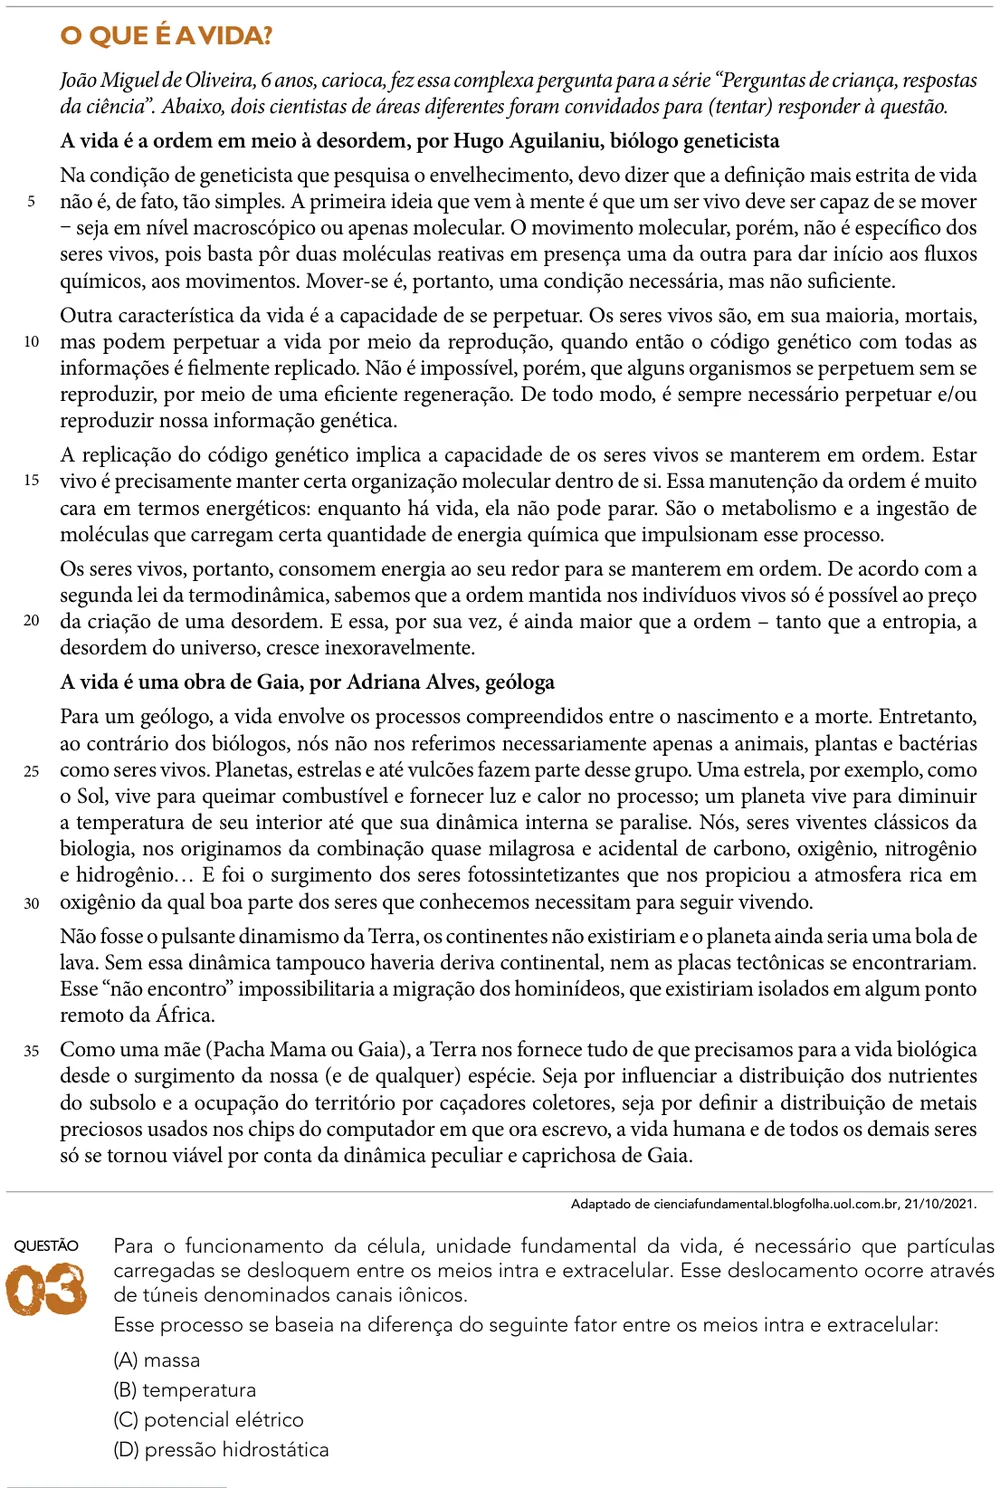 O QUE É A VIDA?
João Miguel de Oliveira, 6 anos, carioca, fez essa complexa pergunta para a série “Perguntas de criança, respostas
da ciência”. Abaixo, dois cientistas de áreas diferentes foram convidados para (tentar) responder à questão.
A vida é a ordem em meio à desordem, por Hugo Aguilaniu, biólogo geneticista
Na condição de geneticista que pesquisa o envelhecimento, devo dizer que a definição mais estrita de vida
5 não é, de fato, tão simples. A primeira ideia que vem à mente é que um ser vivo deve ser capaz de se mover
− seja em nível macroscópico ou apenas molecular. O movimento molecular, porém, não é específico dos
seres vivos, pois basta pôr duas moléculas reativas em presença uma da outra para dar início aos fluxos
químicos, aos movimentos. Mover-se é, portanto, uma condição necessária, mas não suficiente.
Outra característica da vida é a capacidade de se perpetuar. Os seres vivos são, em sua maioria, mortais,
10 mas podem perpetuar a vida por meio da reprodução, quando então o código genético com todas as
informações é fielmente replicado. Não é impossível, porém, que alguns organismos se perpetuem sem se
reproduzir, por meio de uma eficiente regeneração. De todo modo, é sempre necessário perpetuar e/ou
reproduzir nossa informação genética.
A replicação do código genético implica a capacidade de os seres vivos se manterem em ordem. Estar
15 vivo é precisamente manter certa organização molecular dentro de si. Essa manutenção da ordem é muito
cara em termos energéticos: enquanto há vida, ela não pode parar. São o metabolismo e a ingestão de
moléculas que carregam certa quantidade de energia química que impulsionam esse processo.
Os seres vivos, portanto, consomem energia ao seu redor para se manterem em ordem. De acordo com a
segunda lei da termodinâmica, sabemos que a ordem mantida nos indivíduos vivos só é possível ao preço
20 da criação de uma desordem. E essa, por sua vez, é ainda maior que a ordem – tanto que a entropia, a
desordem do universo, cresce inexoravelmente.
A vida é uma obra de Gaia, por Adriana Alves, geóloga
Para um geólogo, a vida envolve os processos compreendidos entre o nascimento e a morte. Entretanto,
ao contrário dos biólogos, nós não nos referimos necessariamente apenas a animais, plantas e bactérias
25 como seres vivos. Planetas, estrelas e até vulcões fazem parte desse grupo. Uma estrela, por exemplo, como
o Sol, vive para queimar combustível e fornecer luz e calor no processo; um planeta vive para diminuir
a temperatura de seu interior até que sua dinâmica interna se paralise. Nós, seres viventes clássicos da
biologia, nos originamos da combinação quase milagrosa e acidental de carbono, oxigênio, nitrogênio
e hidrogênio… E foi o surgimento dos seres fotossintetizantes que nos propiciou a atmosfera rica em
30 oxigênio da qual boa parte dos seres que conhecemos necessitam para seguir vivendo.
Não fosse o pulsante dinamismo da Terra, os continentes não existiriam e o planeta ainda seria uma bola de
lava. Sem essa dinâmica tampouco haveria deriva continental, nem as placas tectônicas se encontrariam.
Esse “não encontro” impossibilitaria a migração dos hominídeos, que existiriam isolados em algum ponto
remoto da África.
35 Como uma mãe (Pacha Mama ou Gaia), a Terra nos fornece tudo de que precisamos para a vida biológica
desde o surgimento da nossa (e de qualquer) espécie. Seja por influenciar a distribuição dos nutrientes
do subsolo e a ocupação do território por caçadores coletores, seja por definir a distribuição de metais
preciosos usados nos chips do computador em que ora escrevo, a vida humana e de todos os demais seres
só se tornou viável por conta da dinâmica peculiar e caprichosa de Gaia.
Adaptado de cienciafundamental.blogfolha.uol.com.br, 21/10/2021.
QUESTÃO
03
Para o funcionamento da célula, unidade fundamental da vida, é necessário que partículas
carregadas se desloquem entre os meios intra e extracelular. Esse deslocamento ocorre através
de túneis denominados canais iônicos.
Esse processo se baseia na diferença do seguinte fator entre os meios intra e extracelular:
(A) massa
(B) temperatura
(C) potencial elétrico
(D) pressão hidrostática